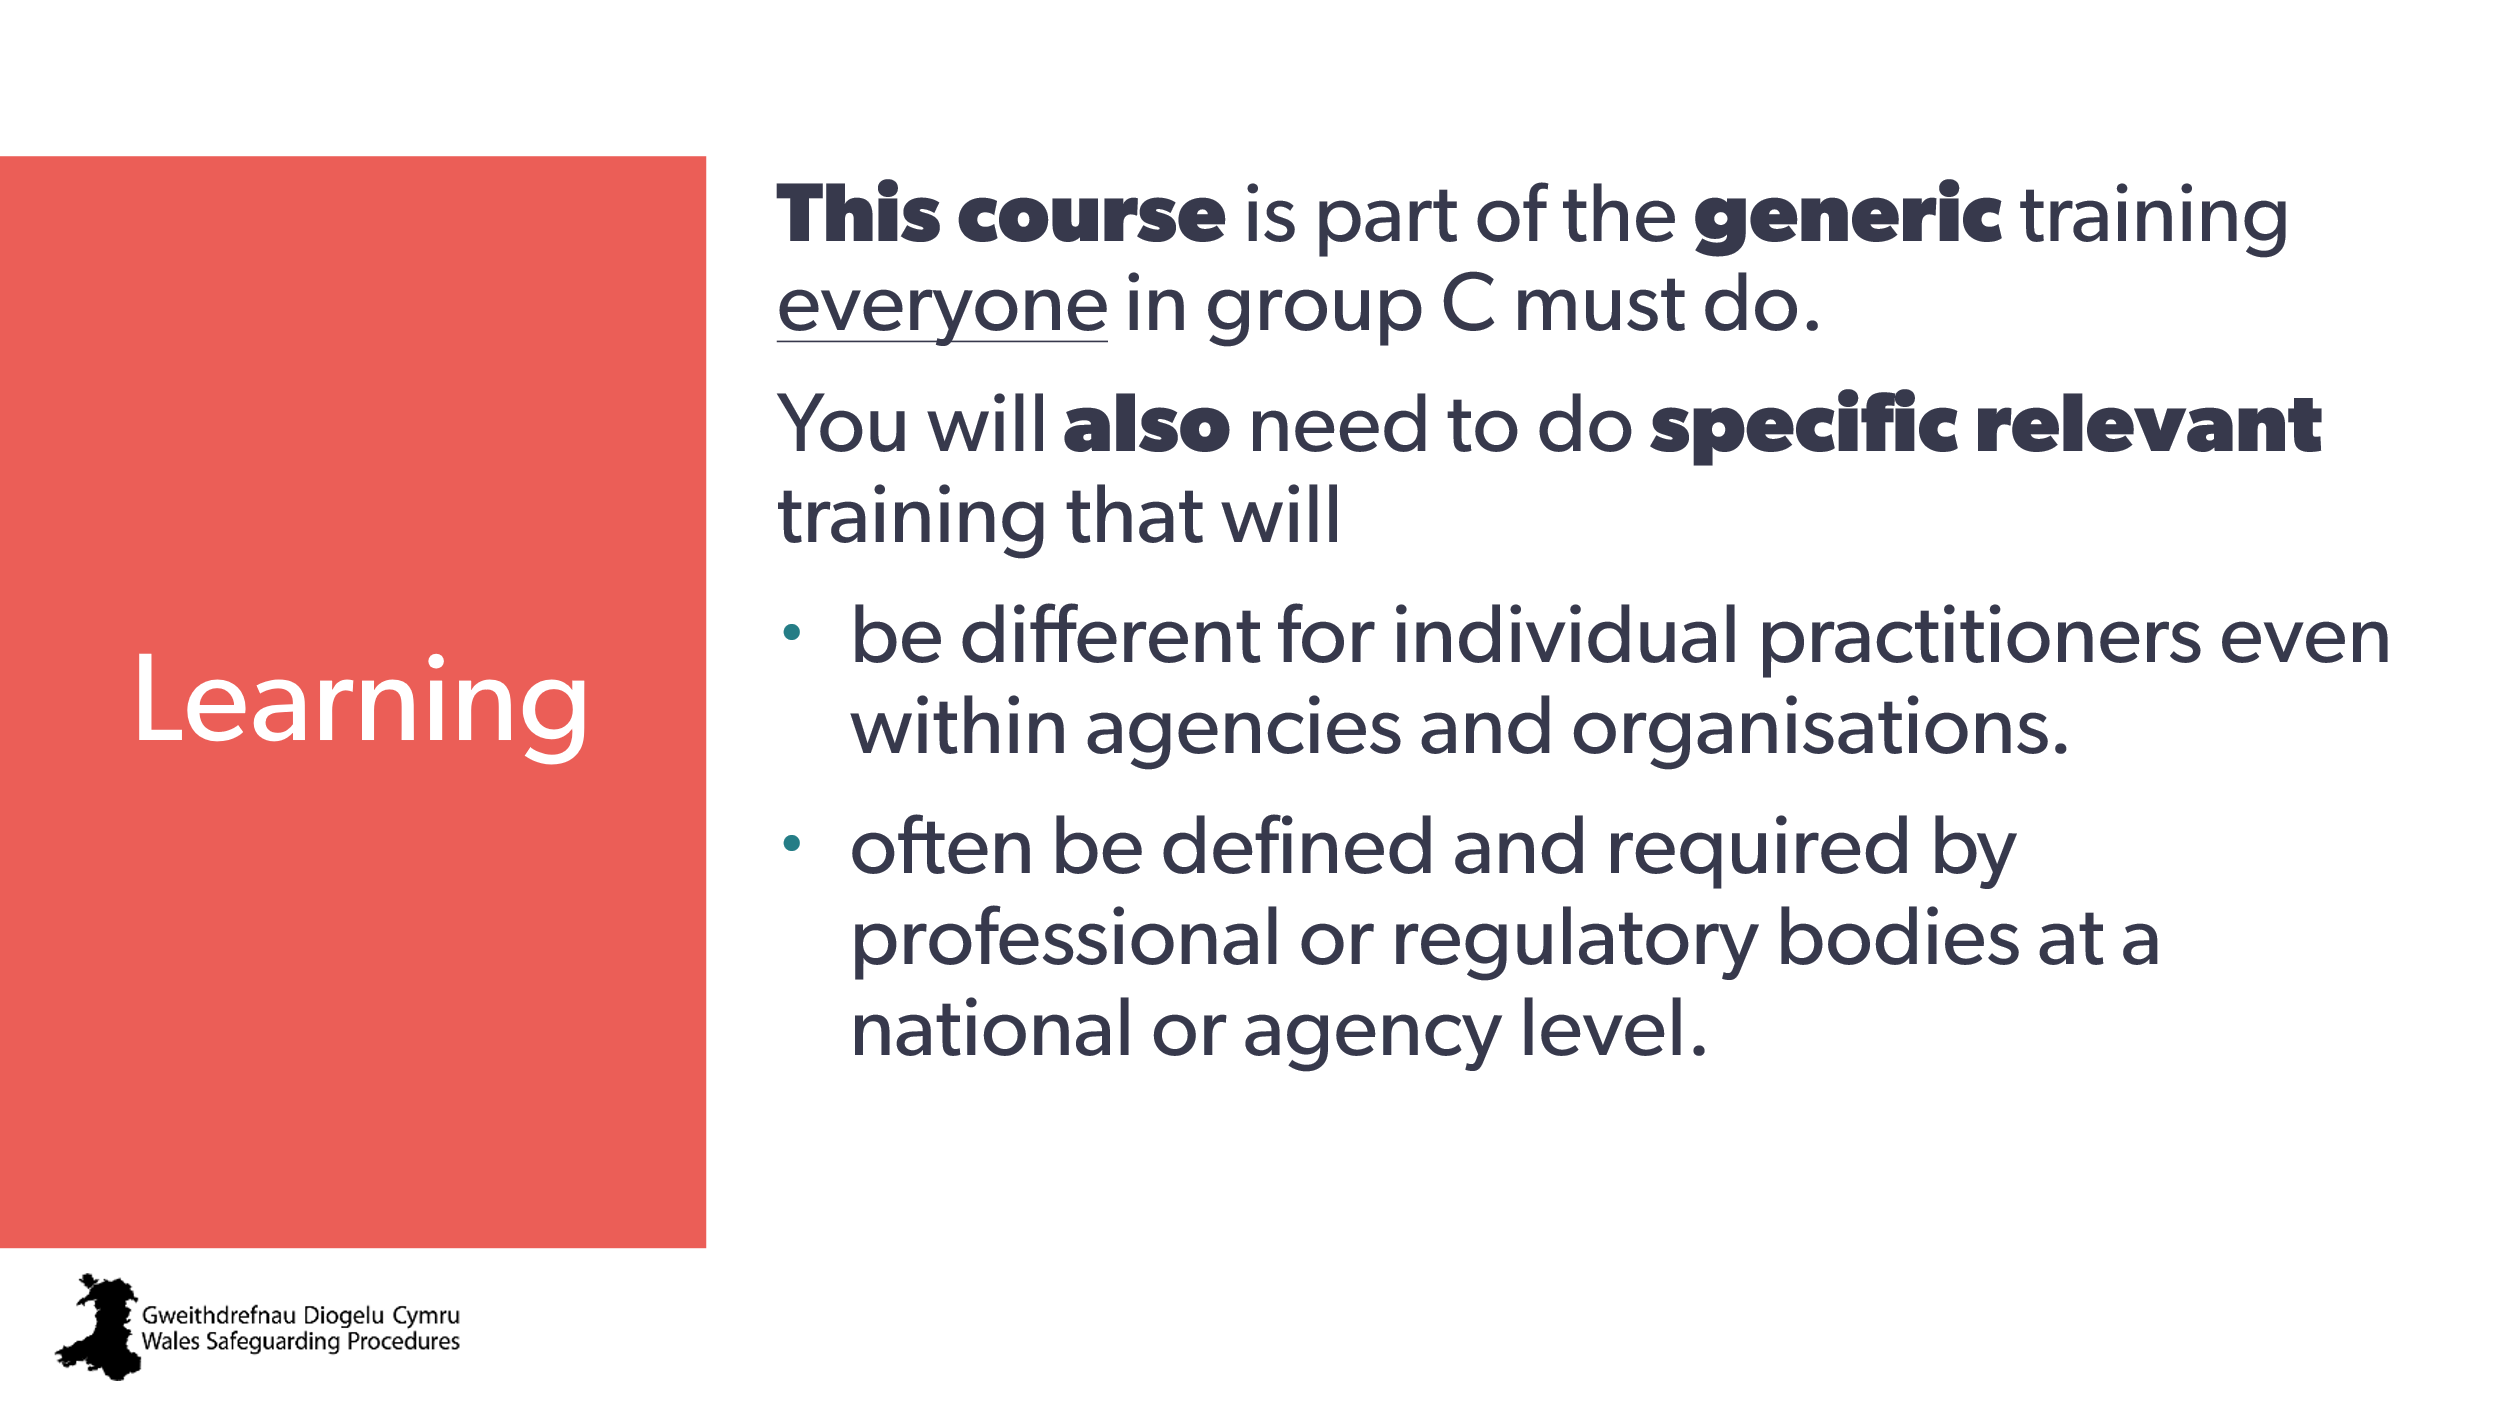 Learning
This course is part of the generic training
everyone in group C must do.
You will also need to do specific relevant
training that will
• be different for individual practitioners even
within agencies and organisations.
• often be defined and required by
professional or regulatory bodies at a
national or agency level.
Gweithdrefnau Diogelu Cymru
Wales Safeguarding Procedures